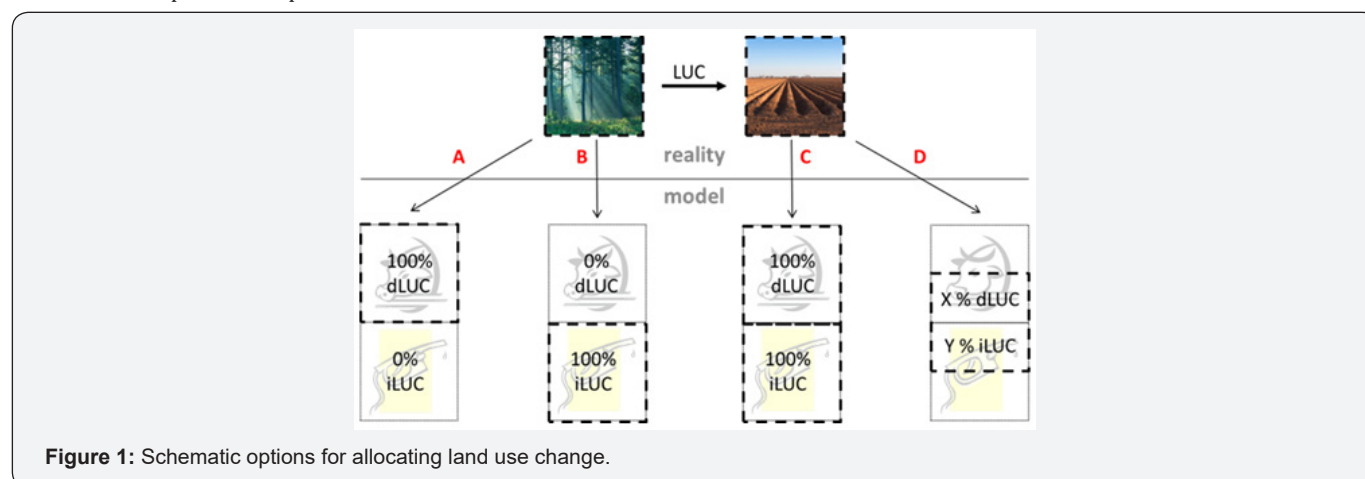 LUC
A
B
reality
C
D
model
100%
dLUC
0%
dLUC
100%
dLUC
X % dLUC
0%
iLUC
100%
iLUC
100%
iLUC
Y % iLUC
Figure 1: Schematic options for allocating land use change.